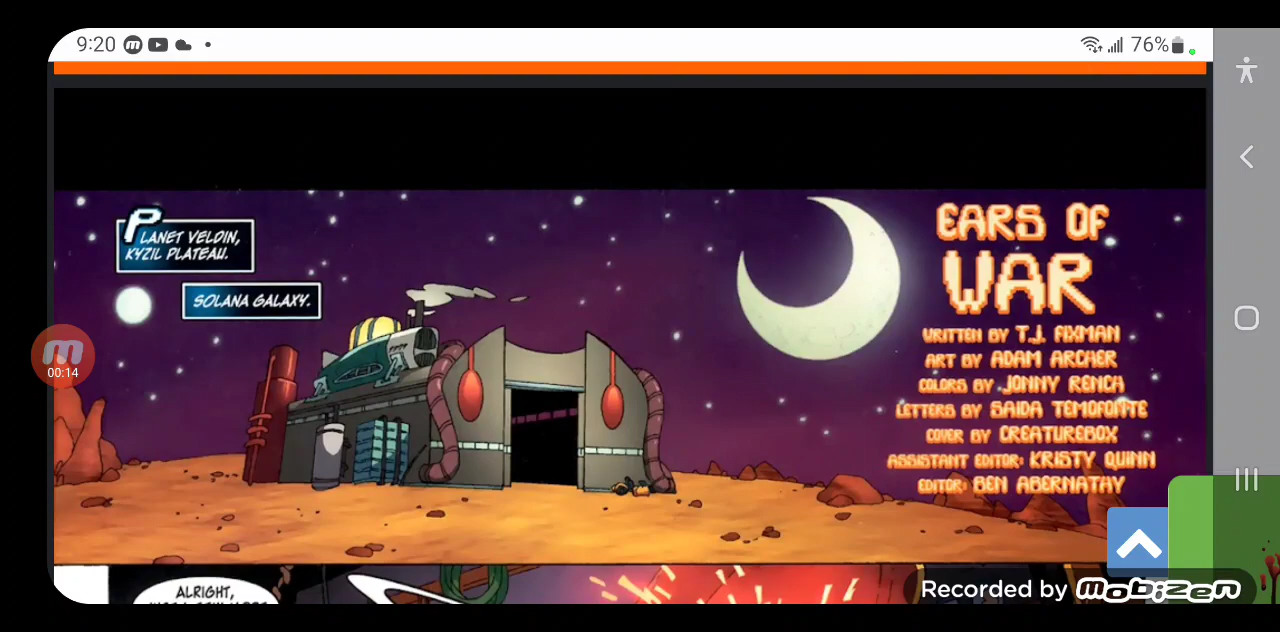 9:20
76%
PLANET VELDIN,
KYZIL PLATEAU.
SOLANA GALAXY.
EARS OF
WAR
WRITTEN BY T.J. FIXMAN
ART BY ADAM ARCHER
COLORS BY JONNY RENCH
LETTERS BY SAIDA TEMOFONTE
COVER BY CREATUREBOX
ASSISTANT EDITOR: KRISTY QUINN
EDITOR: BEN ABERNATHY
00:14
ALRIGHT,
Recorded by mobizen